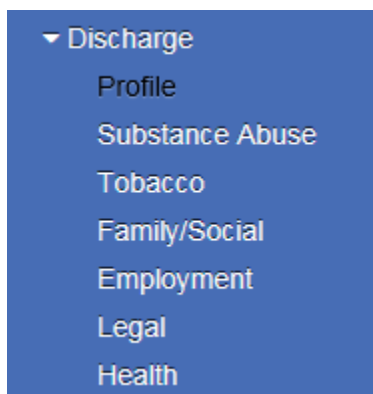 Discharge
Profile
Substance Abuse
Tobacco
Family/Social
Employment
Legal
Health